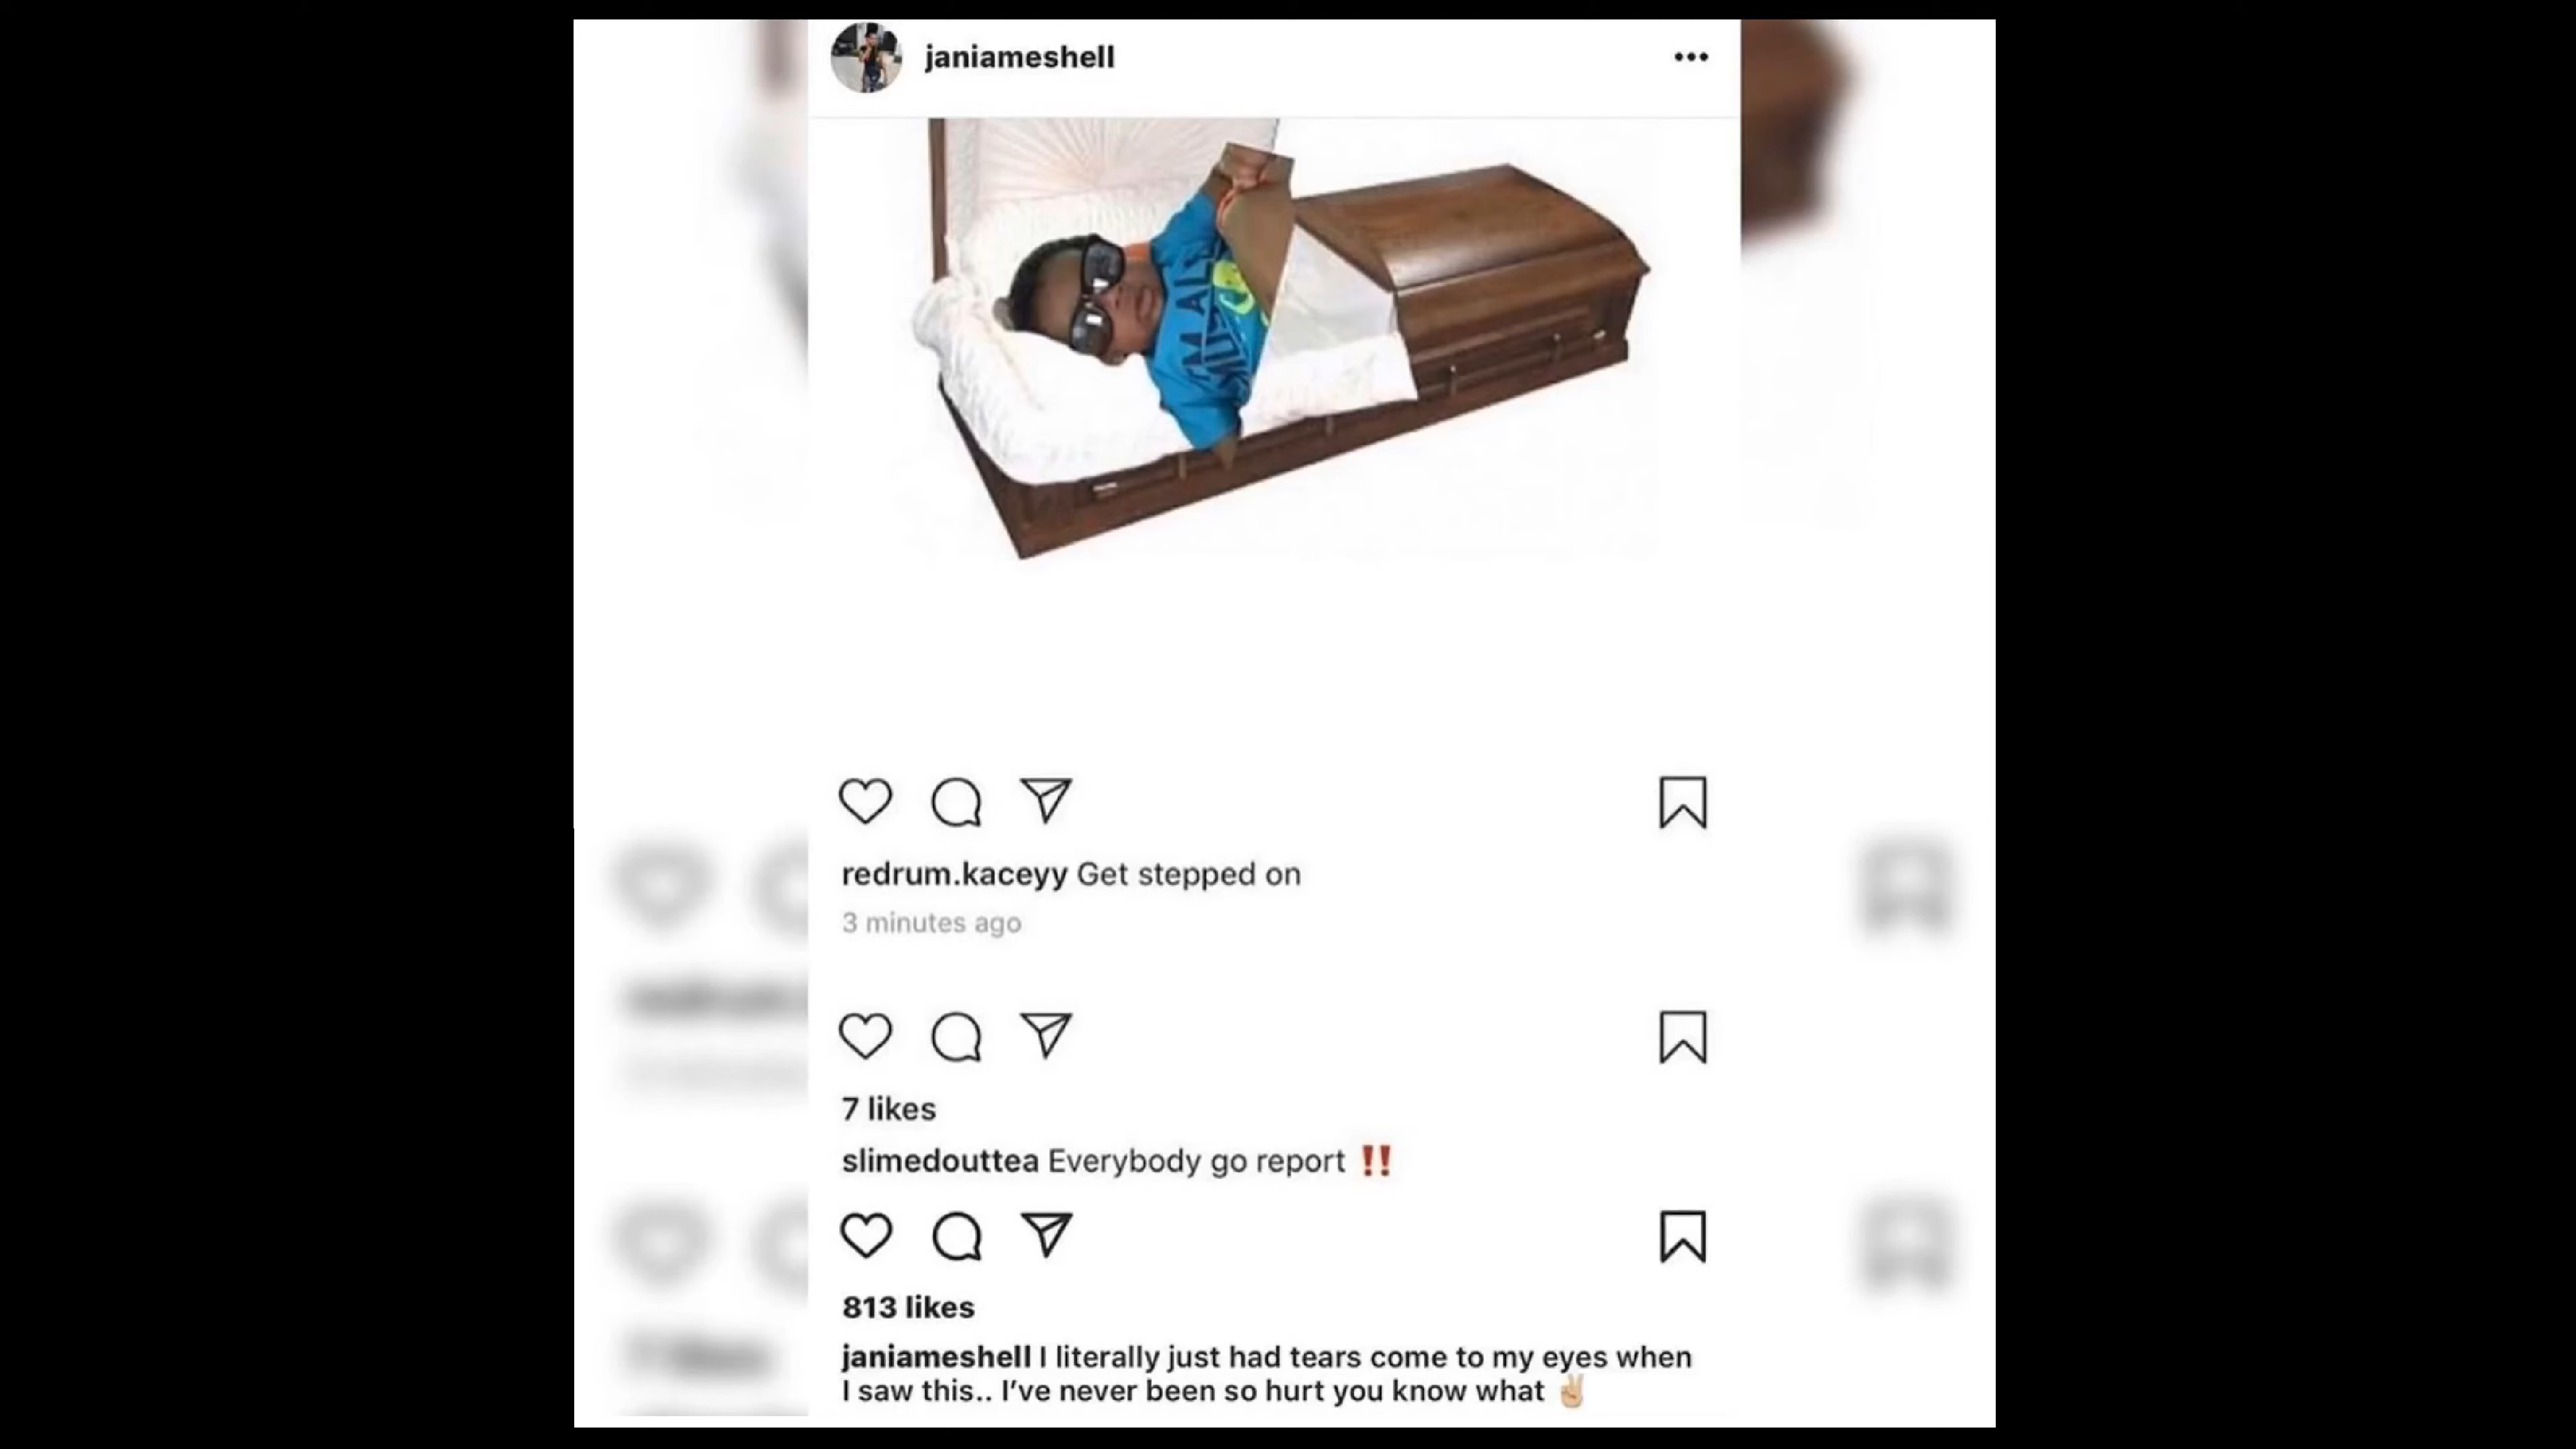 janiameshell
I'M ALL
redrum.kaceyy Get stepped on
3 minutes ago
7 likes
slimedouttea Everybody go report ‼️
813 likes
janiameshell I literally just had tears come to my eyes when
I saw this.. I've never been so hurt you know what ✌🏼